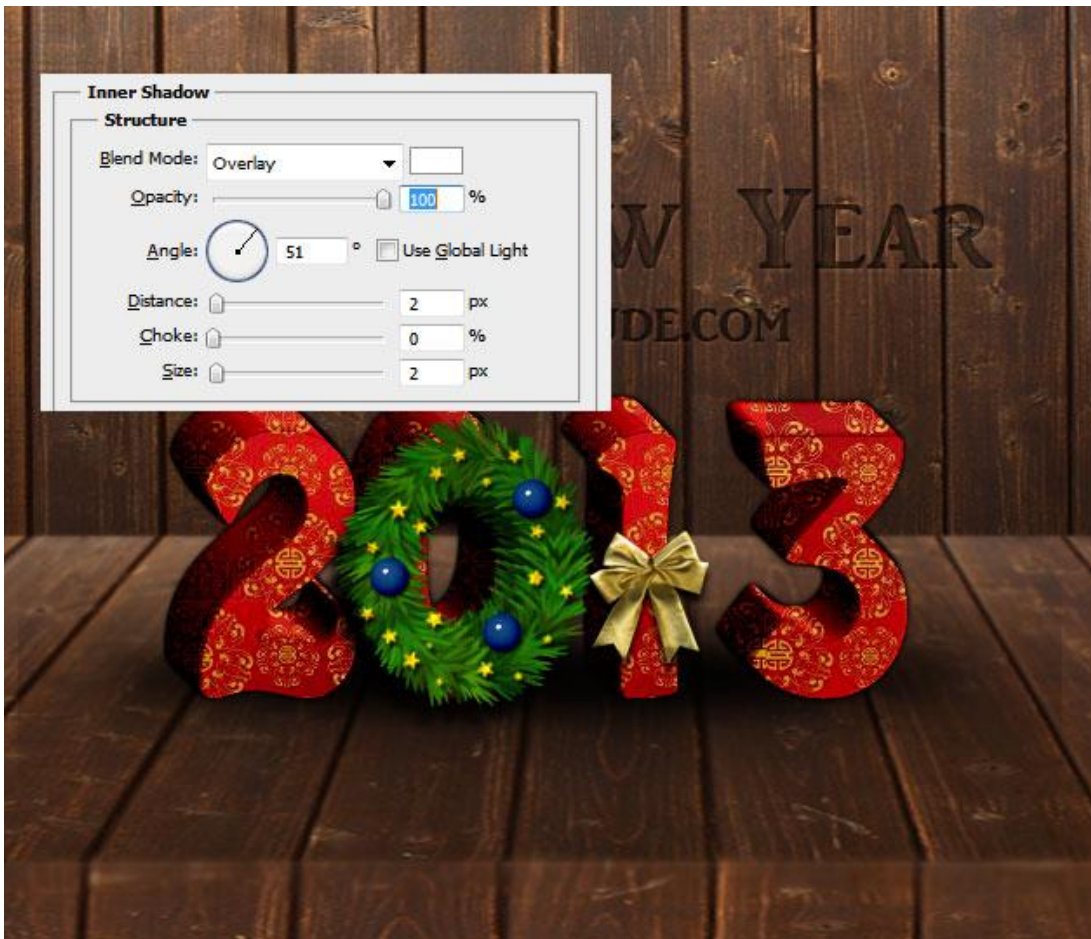 Inner Shadow
Structure
Blend Mode: Overlay
Opacity: 100 %
Angle: 51 ° Use Global Light
Distance: 2 px
Choke: 0 %
Size: 2 px
W YEAR
UDE.COM
2013